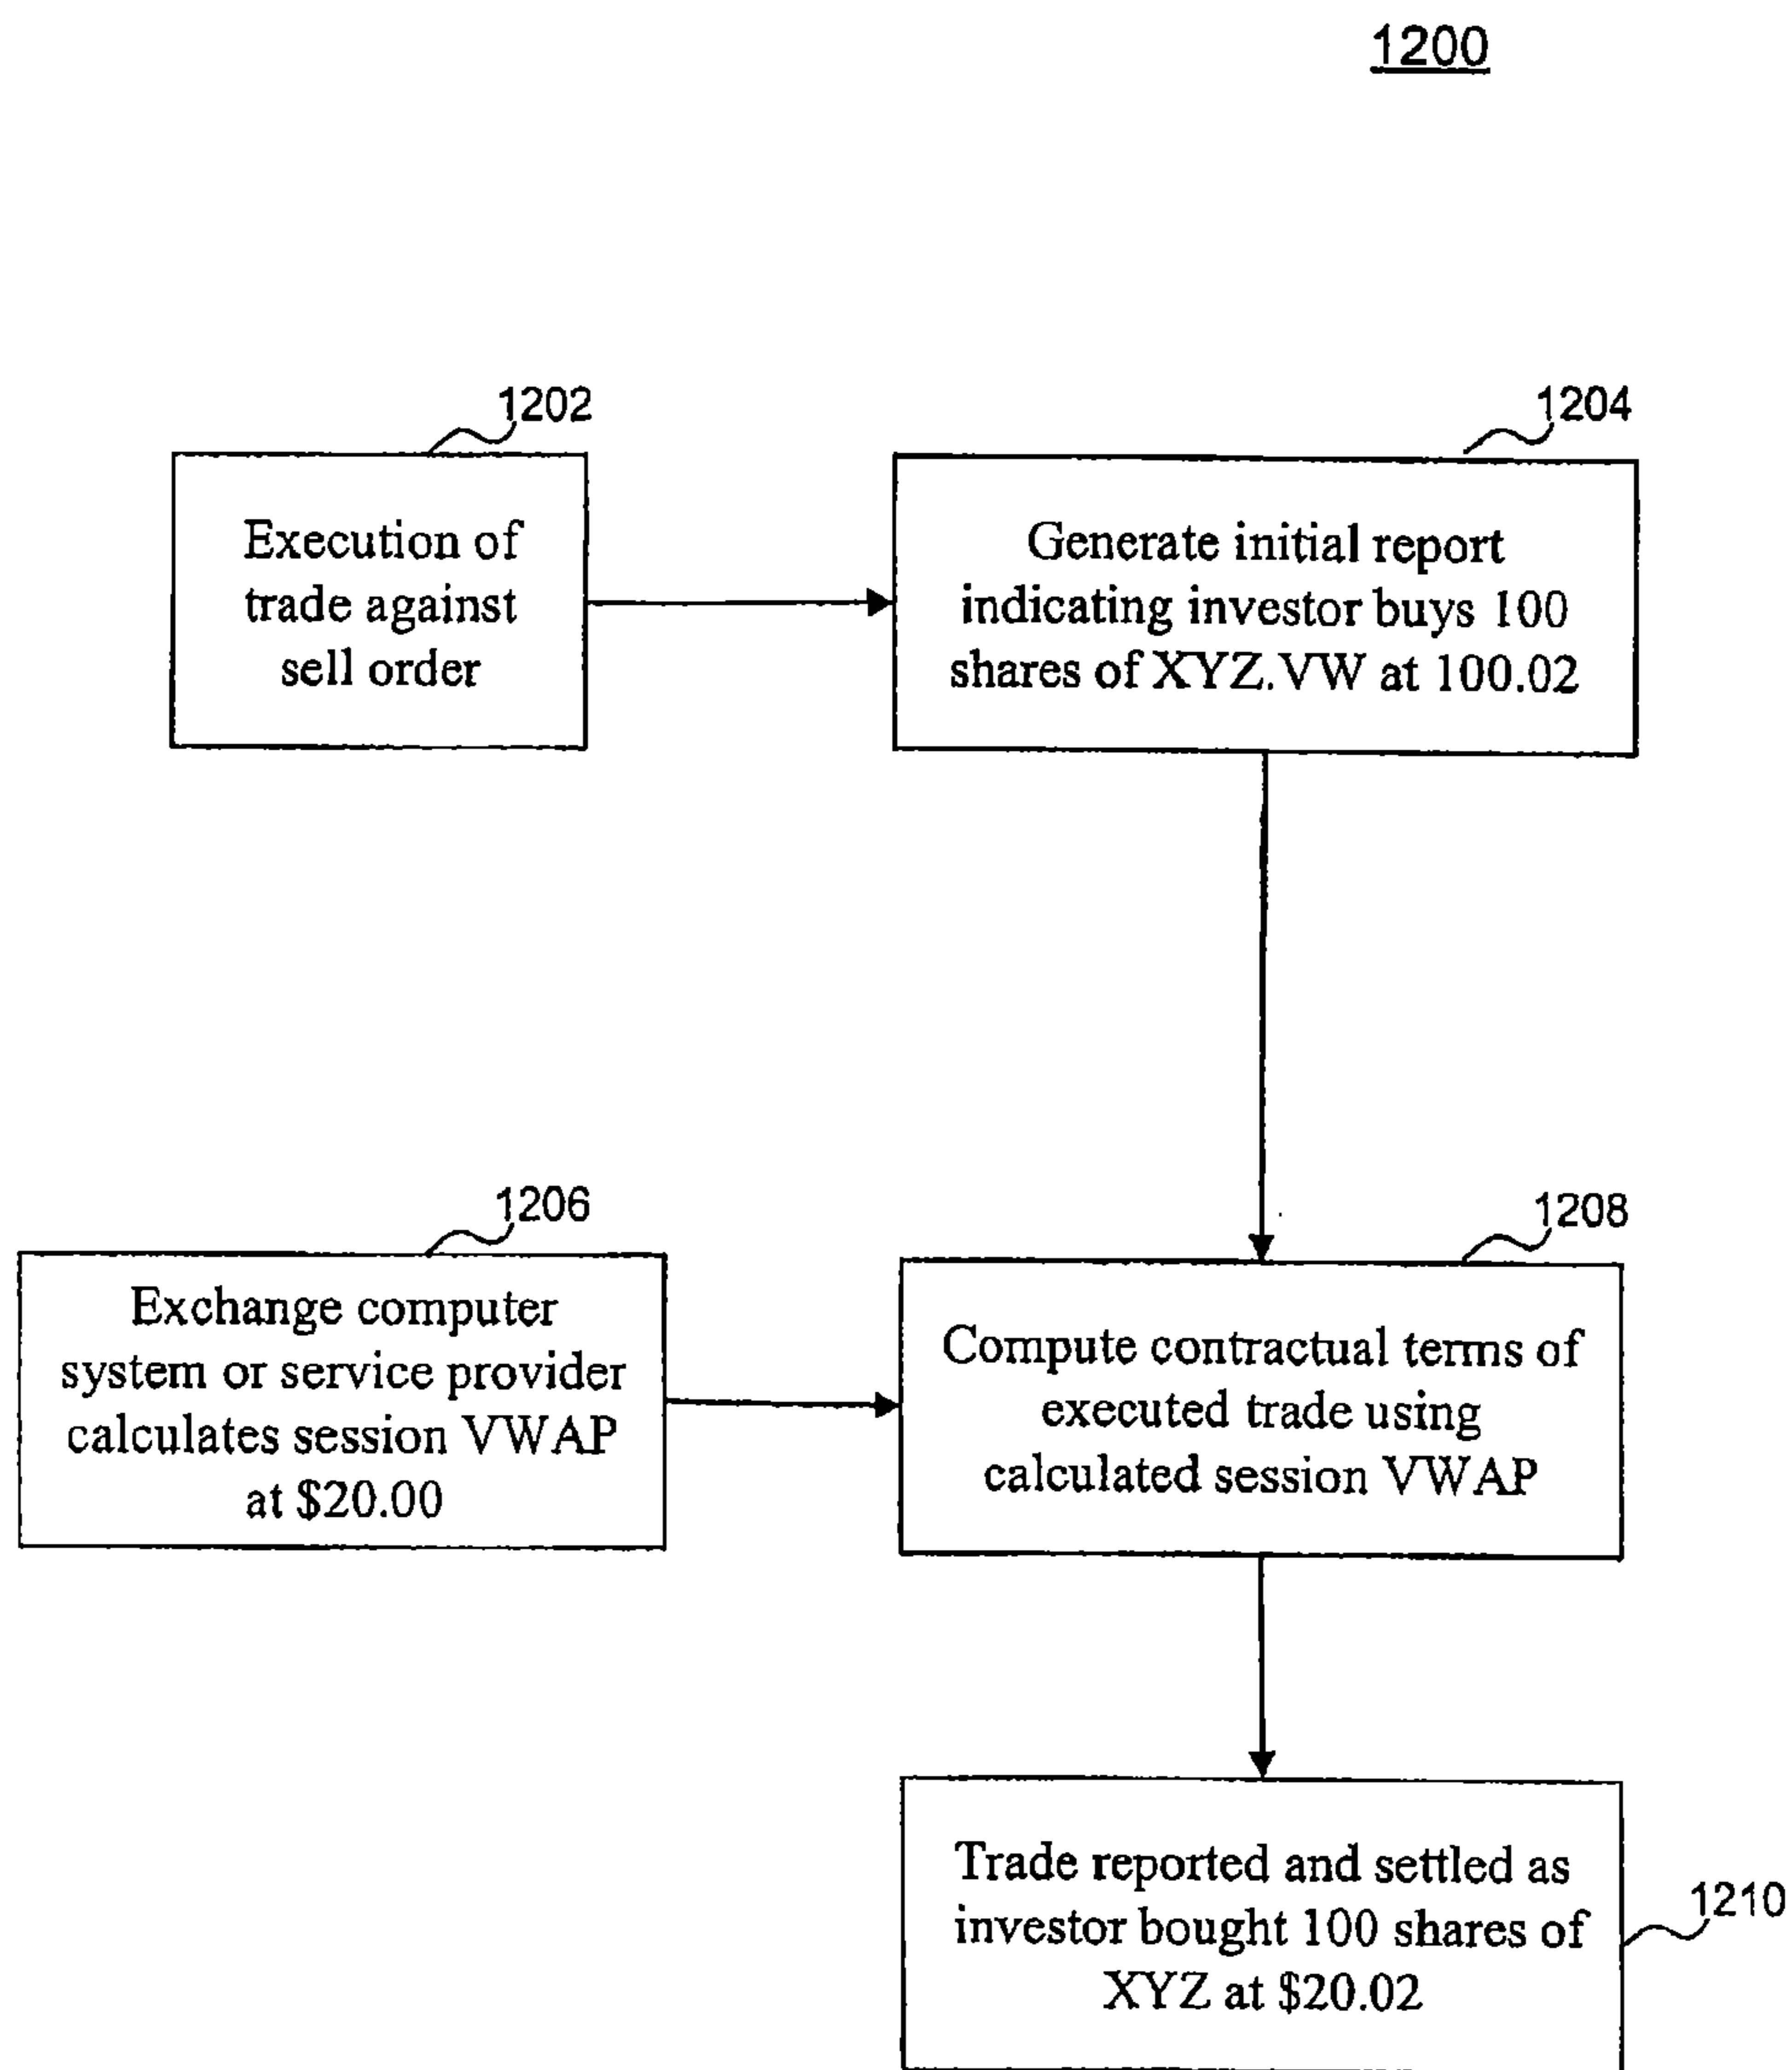 1200
1202
Execution of
trade against
sell order
1204
Generate initial report
indicating investor buys 100
shares of XYZ.VW at 100.02
1206
Exchange computer
system or service provider
calculates session VWAP
at $20.00
1208
Compute contractual terms of
executed trade using
calculated session VWAP
Trade reported and settled as
investor bought 100 shares of
XYZ at $20.02
1210